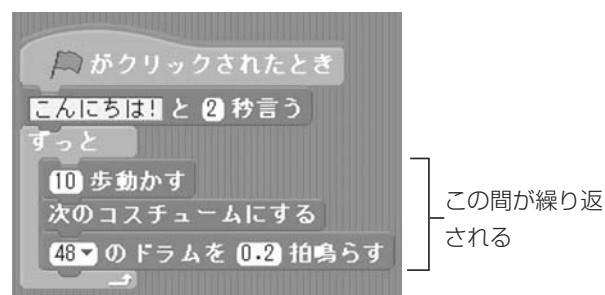 がクリックされたとき
こんにちは! と 2 秒言う
ずっと
10 歩動かす
次のコスチュームにする
48 のドラムを 0.2 拍鳴らす
この間が繰り返
される